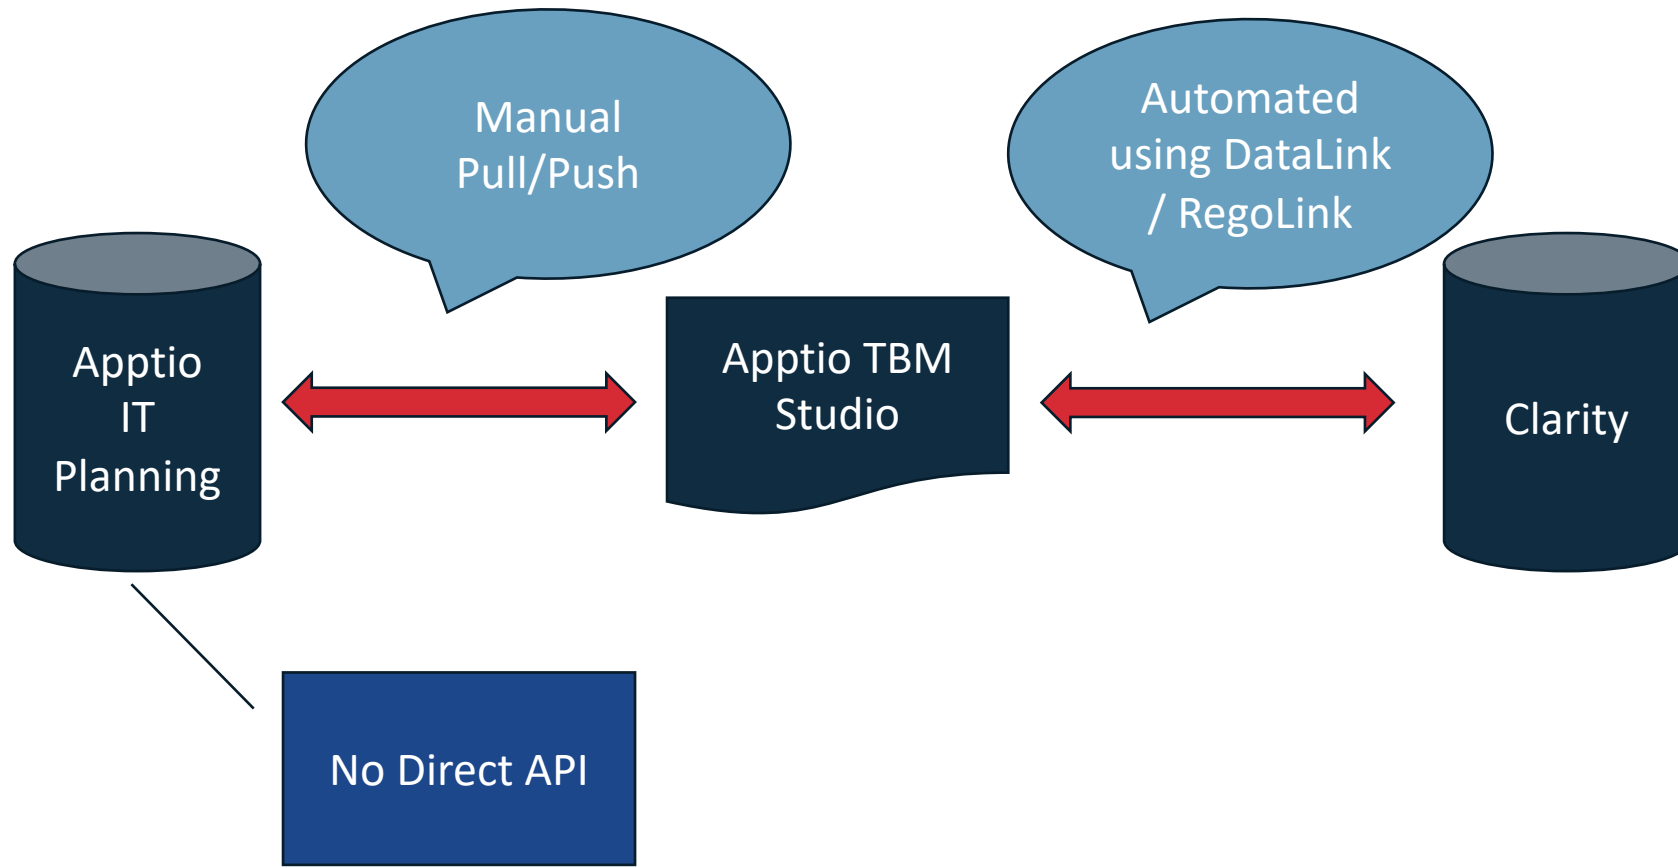 Manual
Pull/Push
Automated
using DataLink
/ RegoLink
Apptio
IT
Planning
Apptio TBM
Studio
Clarity
No Direct API